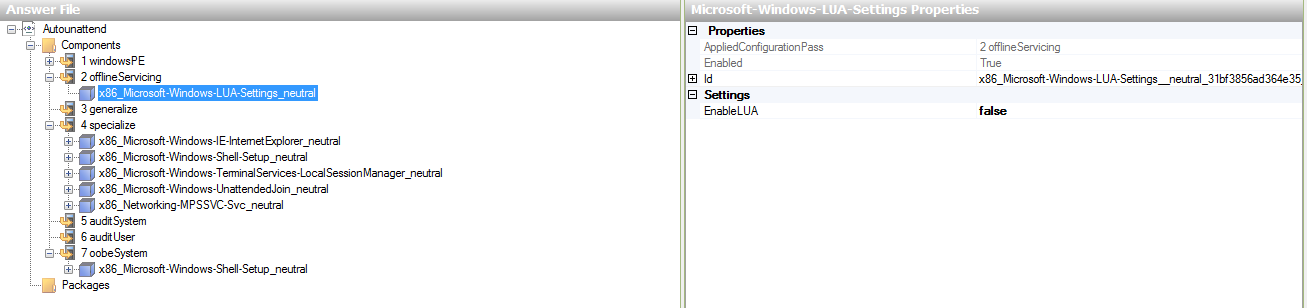 Answer File
Autounattend
Components
1 windowsPE
2 offlineServicing
x86_Microsoft-Windows-LUA-Settings_neutral
3 generalize
4 specialize
x86_Microsoft-Windows-IE-InternetExplorer_neutral
x86_Microsoft-Windows-Shell-Setup_neutral
x86_Microsoft-Windows-TerminalServices-LocalSessionManager_neutral
x86_Microsoft-Windows-UnattendedJoin_neutral
x86_Networking-MPSSVC-Svc_neutral
5 auditSystem
6 auditUser
7 oobeSystem
x86_Microsoft-Windows-Shell-Setup_neutral
Packages
Microsoft-Windows-LUA-Settings Properties
Properties
AppliedConfigurationPass 2 offlineServicing
Enabled True
Id x86_Microsoft-Windows-LUA-Settings__neutral_31bf3856ad364e35_
Settings
EnableLUA false